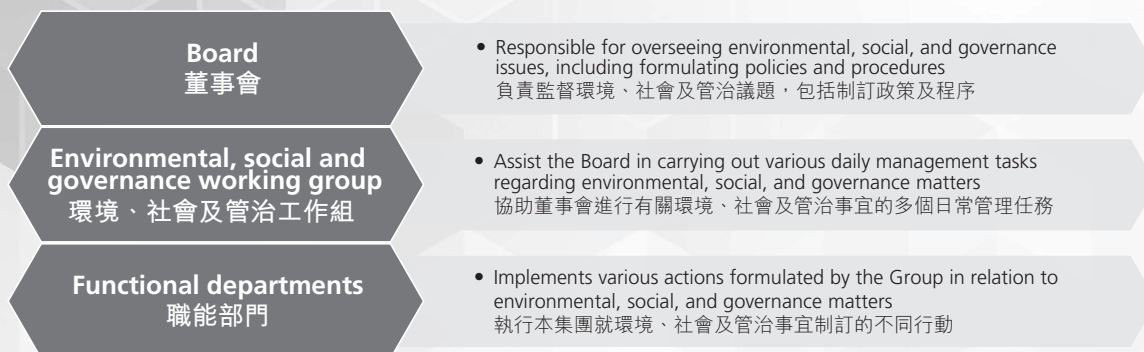 Board
董事會
• Responsible for overseeing environmental, social, and governance
issues, including formulating policies and procedures
負責監督環境、社會及管治議題，包括制訂政策及程序
Environmental, social and
governance working group
環境、社會及管治工作組
• Assist the Board in carrying out various daily management tasks
regarding environmental, social, and governance matters
協助董事會進行有關環境、社會及管治事宜的多個日常管理任務
Functional departments
職能部門
• Implements various actions formulated by the Group in relation to
environmental, social, and governance matters
執行本集團就環境、社會及管治事宜制訂的不同行動